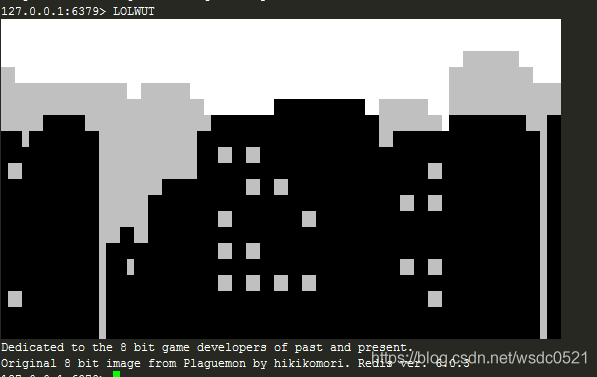 127.0.0.1:6379> LOLWUT
Dedicated to the 8 bit game developers of past and present.
Original 8 bit image from Plaguemon by hikikomori. Redis ver. 6.0.5
https://blog.csdn.net/wsdc0521
127.0.0.1:6379>